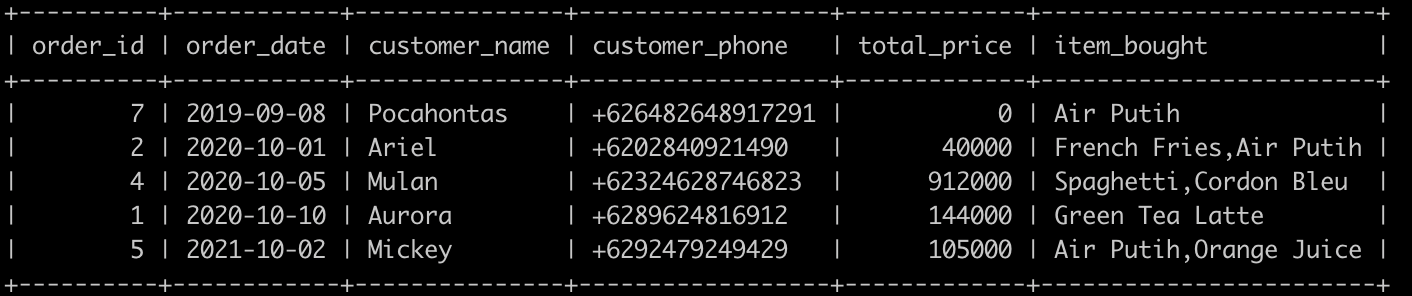 +----------+------------+---------------+------------------+-------------+------------------------+
| order_id | order_date | customer_name | customer_phone   | total_price | item_bought            |
+----------+------------+---------------+------------------+-------------+------------------------+
|        7 | 2019-09-08 | Pocahontas    | +626482648917291 |           0 | Air Putih              |
|        2 | 2020-10-01 | Ariel         | +6202840921490   |       40000 | French Fries,Air Putih |
|        4 | 2020-10-05 | Mulan         | +62324628746823  |      912000 | Spaghetti,Cordon Bleu  |
|        1 | 2020-10-10 | Aurora        | +6289624816912   |      144000 | Green Tea Latte        |
|        5 | 2021-10-02 | Mickey        | +6292479249429   |      105000 | Air Putih,Orange Juice |
+----------+------------+---------------+------------------+-------------+------------------------+